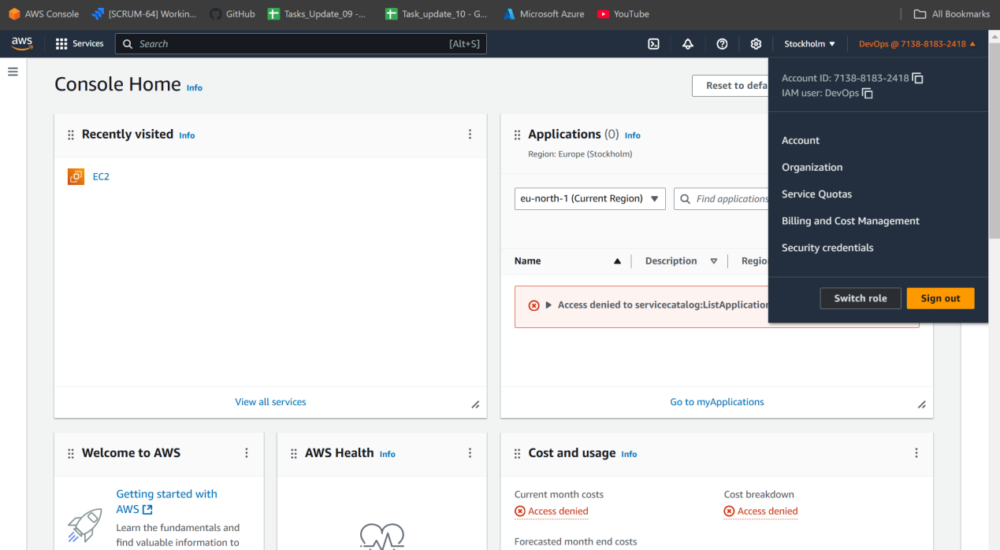 AWS Console
[SCRUM-64] Workin...
GitHub
Tasks_Update_09 -...
Task_update_10 - G...
Microsoft Azure
YouTube
All Bookmarks
aws
Services
Search
[Alt+S]
Stockholm
DevOps @ 7138-8183-2418
Account ID: 7138-8183-2418
IAM user: DevOps
Account
Organization
Service Quotas
Billing and Cost Management
Security credentials
Switch role
Sign out
Console Home Info
Reset to defa
Recently visited Info
EC2
View all services
Applications (0) Info
Region: Europe (Stockholm)
eu-north-1 (Current Region)
Find applications
Name
Description
Regio
Access denied to servicecatalog:ListApplication
Go to myApplications
Welcome to AWS
Getting started with
AWS
Learn the fundamentals and
find valuable information to
AWS Health Info
Cost and usage Info
Current month costs
Access denied
Cost breakdown
Access denied
Forecasted month end costs